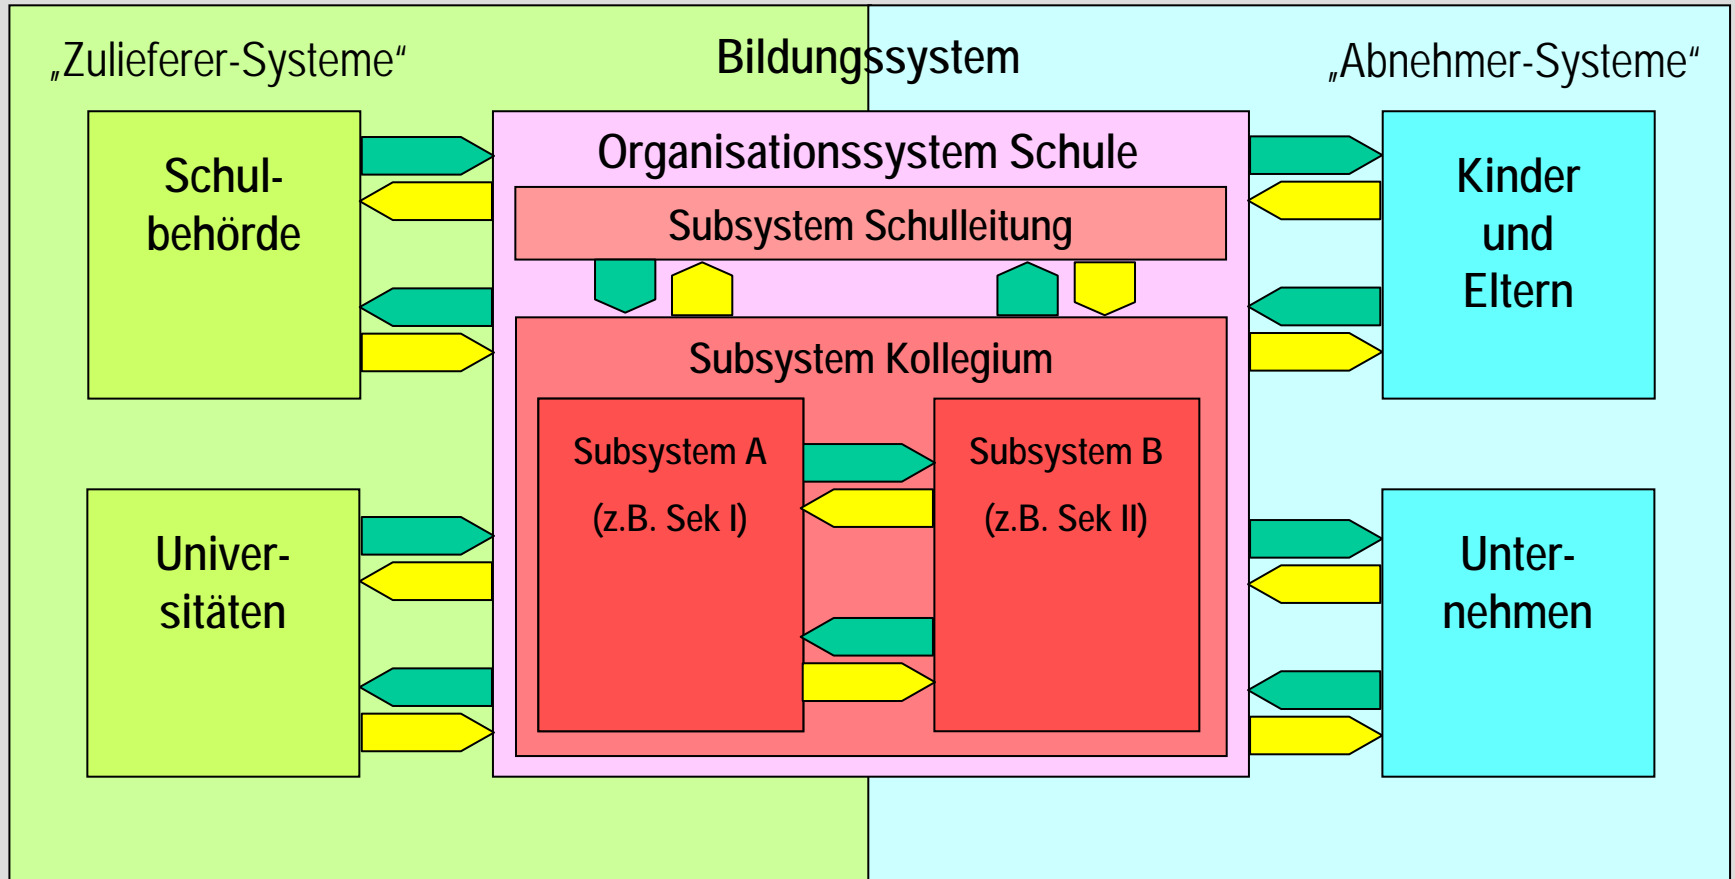 „Zulieferer-Systeme“
Bildungssystem
„Abnehmer-Systeme“
Schul-
behörde
Organisationssystem Schule
Kinder
und
Eltern
Subsystem Schulleitung
Subsystem Kollegium
Subsystem A
(z.B. Sek I)
Subsystem B
(z.B. Sek II)
Univer-
sitäten
Unter-
nehmen